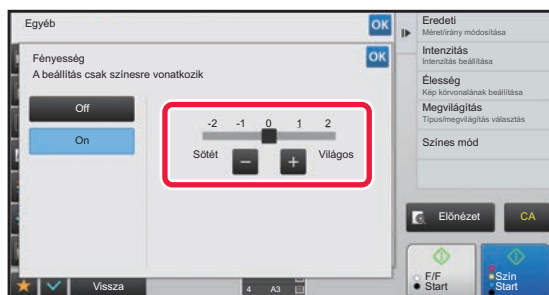 Egyéb
OK
Fényesség
OK
A beállítás csak színesre vonatkozik
Off
On
-2 -1 0 1 2
Sötét − + Világos
Vissza
4 A3
Eredeti
Méret/irány módosítása
Intenzitás
Intenzitás beállítása
Élesség
Kép körvonalának beállítása
Megvilágítás
Típus/megvilágítás választás
Színes mód
Előnézet
CA
F/F
Start
Szín
Start